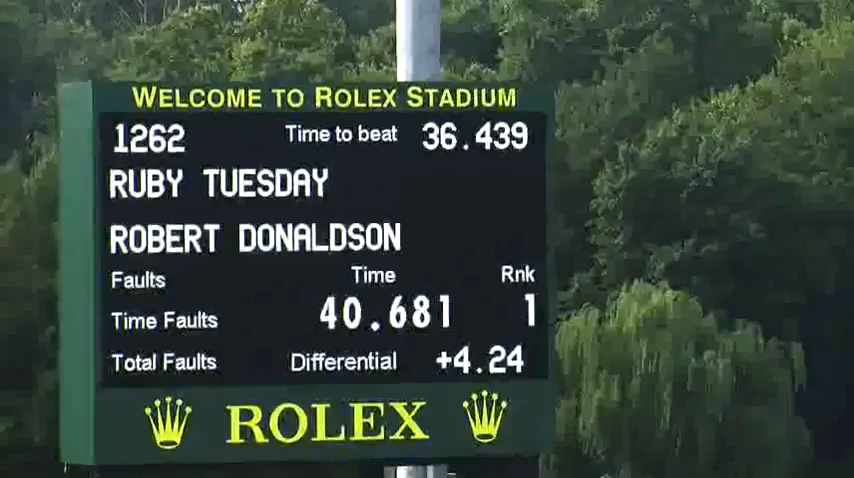 WELCOME TO ROLEX STADIUM
1262 Time to beat 36.439
RUBY TUESDAY
ROBERT DONALDSON
Faults Time Rnk
Time Faults 40.681 1
Total Faults Differential +4.24
ROLEX